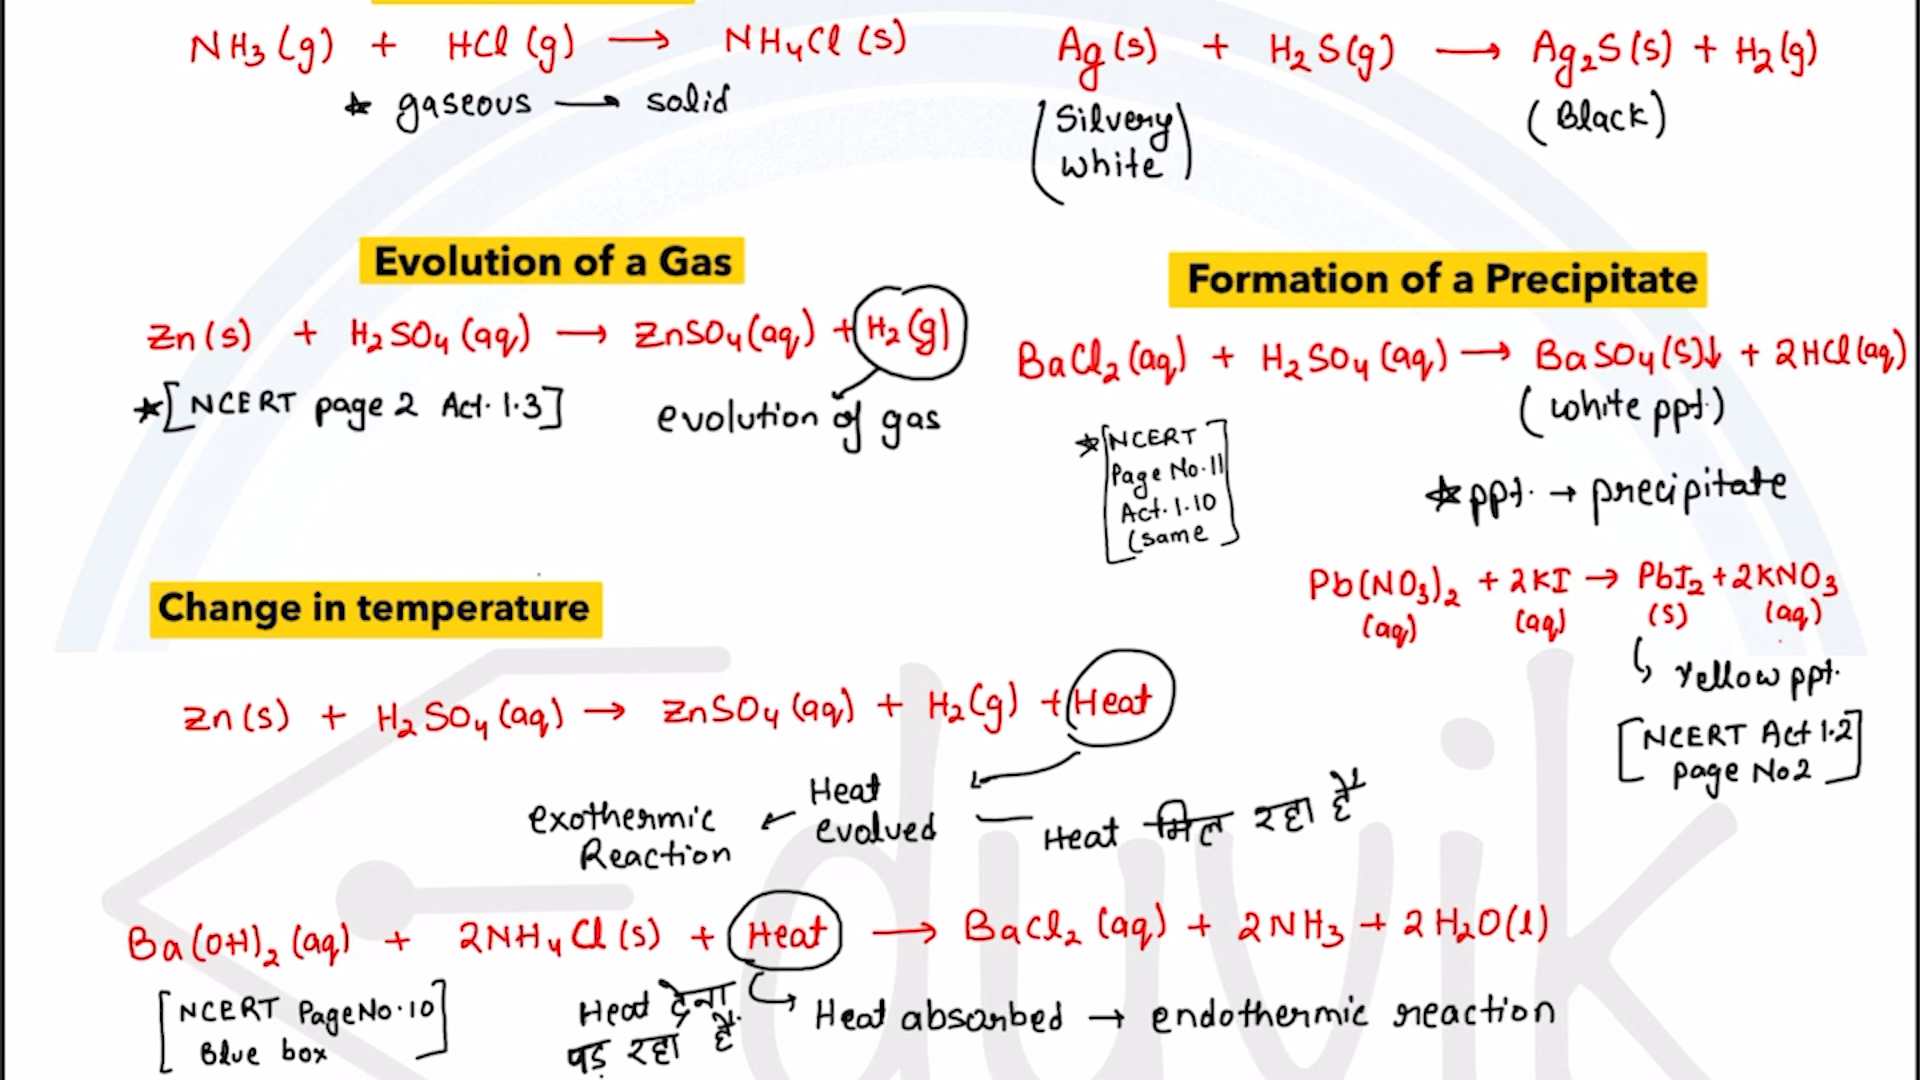 NH3(g) + HCl(g) → NH4Cl(s)
★ gaseous → solid
Ag(s) + H2S(g) → Ag2S(s) + H2(g)
(Silvery
white)
(Black)
Evolution of a Gas
Zn(s) + H2SO4(aq) → ZnSO4(aq) + H2(g)
★[NCERT page 2 Act. 1.3]
evolution of gas
Formation of a Precipitate
BaCl2(aq) + H2SO4(aq) → BaSO4(s)↓ + 2HCl(aq)
(white ppt.)
★[NCERT
Page No.11
Act. 1.10
(same]
★ ppt. → precipitate
Pb(NO3)2 + 2KI → PbI2 + 2KNO3
(aq) (aq) (s) (aq)
Yellow ppt.
[NCERT Act 1.2
page No2]
Change in temperature
Zn(s) + H2SO4(aq) → ZnSO4(aq) + H2(g) + Heat
Heat
evolved
exothermic
Reaction
Heat मिल रहा है
Ba(OH)2(aq) + 2NH4Cl(s) + Heat → BaCl2(aq) + 2NH3 + 2H2O(l)
[NCERT Page No.10
Blue box]
Heat देना
पड़ रहा है.
Heat absorbed → endothermic reaction
duvik